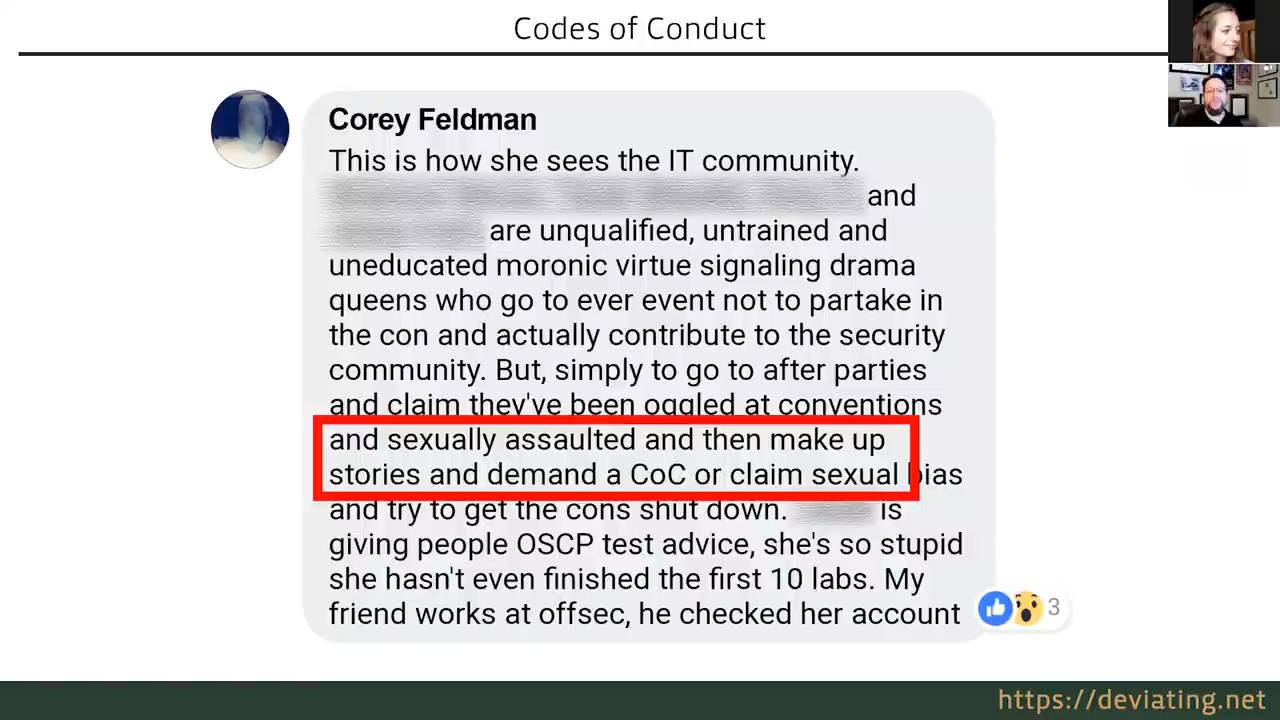 Codes of Conduct
Corey Feldman
This is how she sees the IT community.
and
are unqualified, untrained and
uneducated moronic virtue signaling drama
queens who go to ever event not to partake in
the con and actually contribute to the security
community. But, simply to go to after parties
and claim they've been oggled at conventions
and sexually assaulted and then make up
stories and demand a CoC or claim sexual bias
and try to get the cons shut down. is
giving people OSCP test advice, she's so stupid
she hasn't even finished the first 10 labs. My
friend works at offsec, he checked her account
3
https://deviating.net